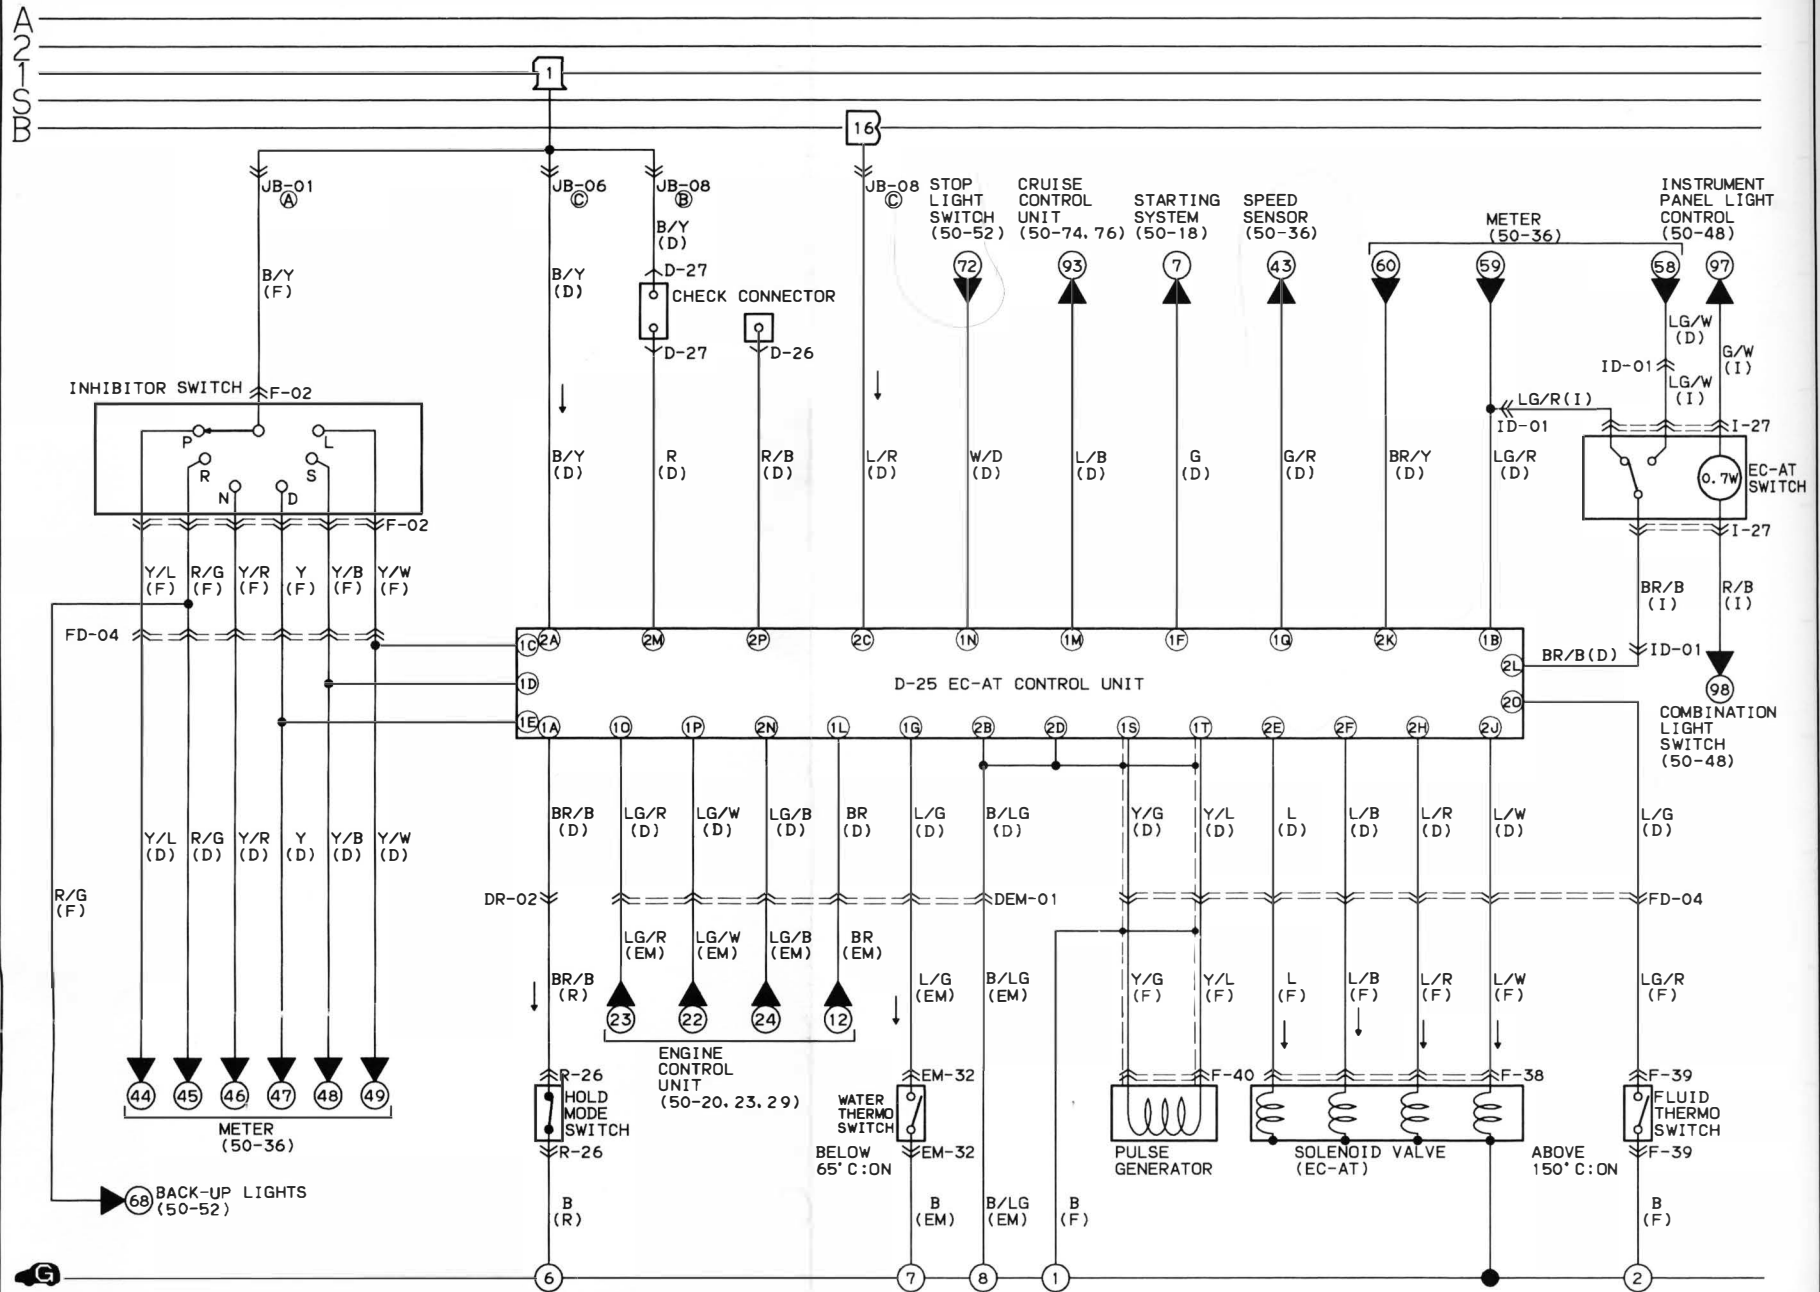 A
2
1
S
B
1
16
JB-01
Ⓐ
JB-06
Ⓒ
JB-08
Ⓑ
JB-08
Ⓒ
STOP
LIGHT
SWITCH
(50-52)
CRUISE
CONTROL
UNIT
(50-74.76)
STARTING
SYSTEM
(50-18)
SPEED
SENSOR
(50-36)
METER
(50-36)
INSTRUMENT
PANEL LIGHT
CONTROL
(50-48)
72
93
7
43
60
59
58
97
B/Y
(F)
B/Y
(D)
B/Y
(D)
D-27
CHECK CONNECTOR
D-27
D-26
LG/W
(D)
G/W
(I)
ID-01
LG/W
(I)
LG/R(I)
ID-01
I-27
INHIBITOR SWITCH
F-02
P
R
N
D
S
L
F-02
B/Y
(D)
R
(D)
R/B
(D)
L/R
(D)
W/D
(D)
L/B
(D)
G
(D)
G/R
(D)
BR/Y
(D)
LG/R
(D)
0.7W
EC-AT
SWITCH
I-27
Y/L
(F)
R/G
(F)
Y/R
(F)
Y
(F)
Y/B
(F)
Y/W
(F)
BR/B
(I)
R/B
(I)
FD-04
1C
2A
2M
2P
2C
1N
1M
1F
1Q
2K
1B
2L
BR/B(D)
ID-01
1D
D-25 EC-AT CONTROL UNIT
98
2O
COMBINATION
LIGHT
SWITCH
(50-48)
1E
1A
1O
1P
2N
1L
1G
2B
2D
1S
1T
2E
2F
2H
2J
Y/L
(D)
R/G
(D)
Y/R
(D)
Y
(D)
Y/B
(D)
Y/W
(D)
BR/B
(D)
LG/R
(D)
LG/W
(D)
LG/B
(D)
BR
(D)
L/G
(D)
B/LG
(D)
Y/G
(D)
Y/L
(D)
L
(D)
L/B
(D)
L/R
(D)
L/W
(D)
L/G
(D)
R/G
(F)
DR-02
DEM-01
FD-04
LG/R
(EM)
LG/W
(EM)
LG/B
(EM)
BR
(EM)
BR/B
(R)
L/G
(EM)
B/LG
(EM)
Y/G
(F)
Y/L
(F)
L
(F)
L/B
(F)
L/R
(F)
L/W
(F)
LG/R
(F)
23
22
24
12
ENGINE
CONTROL
UNIT
(50-20.23.29)
44
45
46
47
48
49
METER
(50-36)
R-26
HOLD
MODE
SWITCH
R-26
EM-32
WATER
THERMO
SWITCH
EM-32
BELOW
65°C:ON
F-40
PULSE
GENERATOR
F-38
SOLENOID VALVE
(EC-AT)
F-39
FLUID
THERMO
SWITCH
F-39
ABOVE
150°C:ON
68
BACK-UP LIGHTS
(50-52)
B
(R)
B
(EM)
B/LG
(EM)
B
(F)
B
(F)
G
6
7
8
1
2